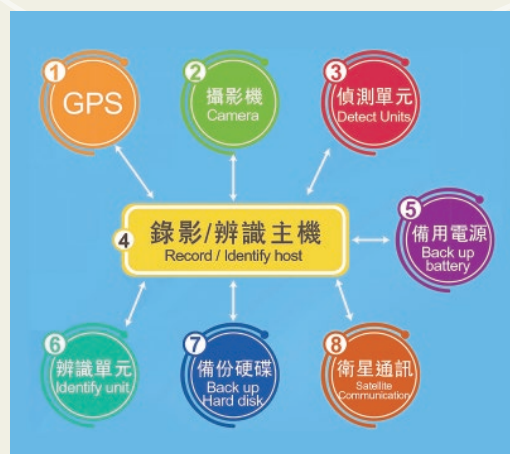 1
GPS
2
攝影機
Camera
3
偵測單元
Detect Units
4
錄影/辨識主機
Record / Identify host
5
備用電源
Back up
battery
6
辨識單元
Identify unit
7
備份硬碟
Back up
Hard disk
8
衛星通訊
Satellite
Communication